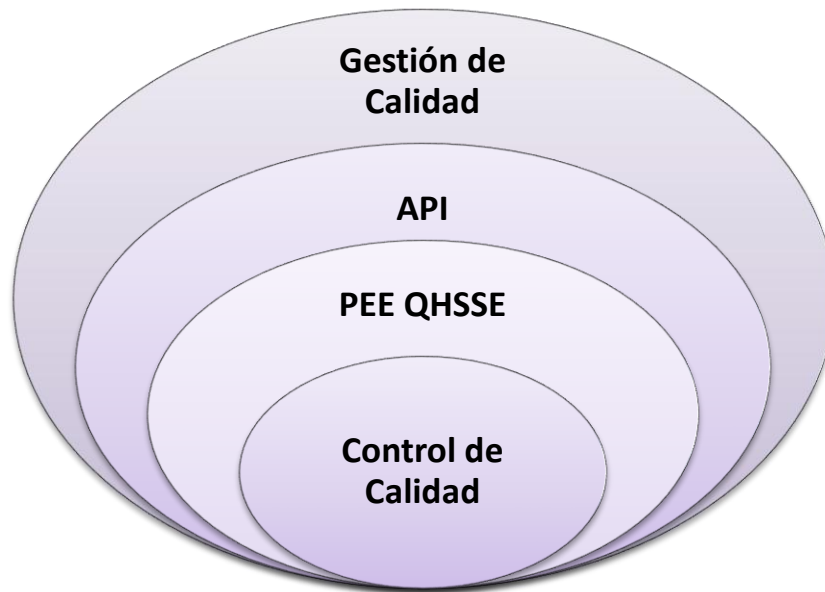 Gestión de
Calidad
API
PEE QHSSE
Control de
Calidad